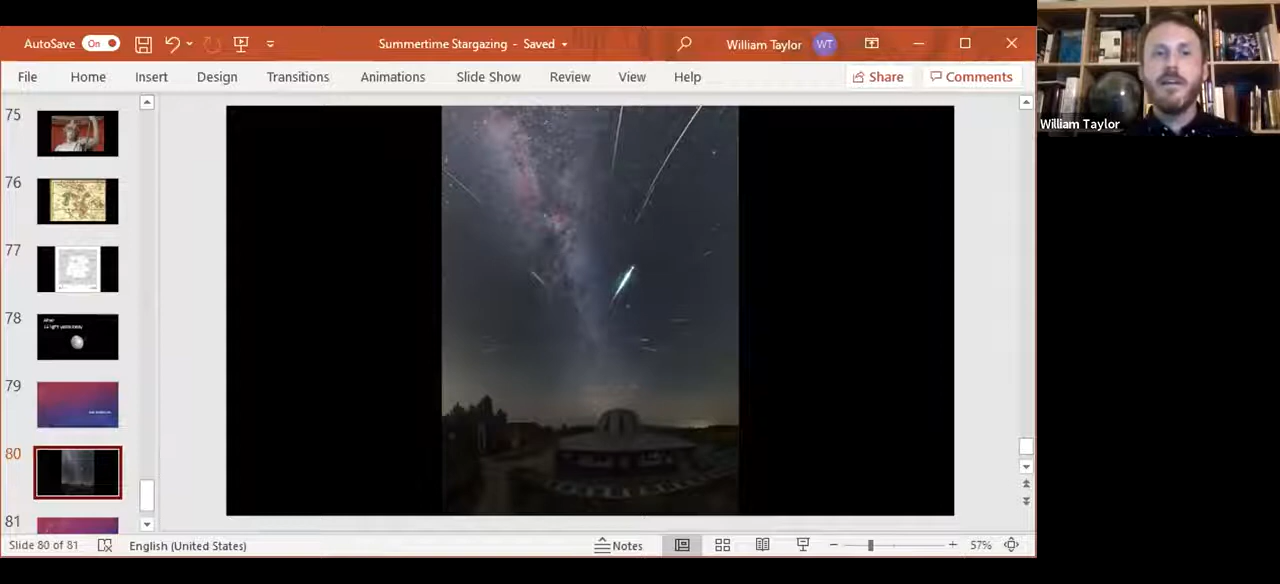 AutoSave On Summertime Stargazing - Saved William Taylor WT
File Home Insert Design Transitions Animations Slide Show Review View Help Share Comments
William Taylor
75
76
77
78
79
80
81
Slide 80 of 81 English (United States) Notes 57%